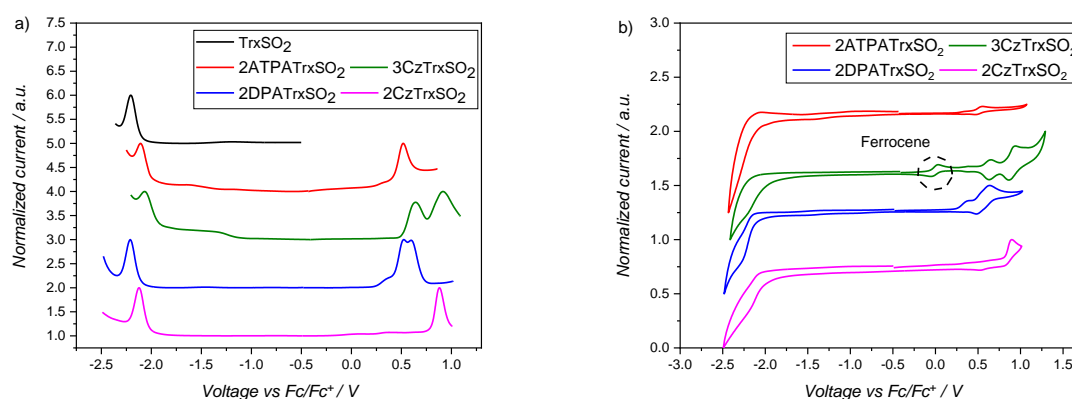 a)
7.5
7.0
6.5
6.0
5.5
5.0
4.5
4.0
3.5
3.0
2.5
2.0
1.5
1.0
Normalized current / a.u.
TrxSO2
2ATPATrxSO2 3CzTrxSO2
2DPATrxSO2 2CzTrxSO2
-2.5 -2.0 -1.5 -1.0 -0.5 0.0 0.5 1.0
Voltage vs Fc/Fc+ / V
b)
3.0
2.5
2.0
1.5
1.0
0.5
0.0
Normalized current / a.u.
2ATPATrxSO2 3CzTrxSO2
2DPATrxSO2 2CzTrxSO2
Ferrocene
-3.0 -2.5 -2.0 -1.5 -1.0 -0.5 0.0 0.5 1.0 1.5
Voltage vs Fc/Fc+ / V